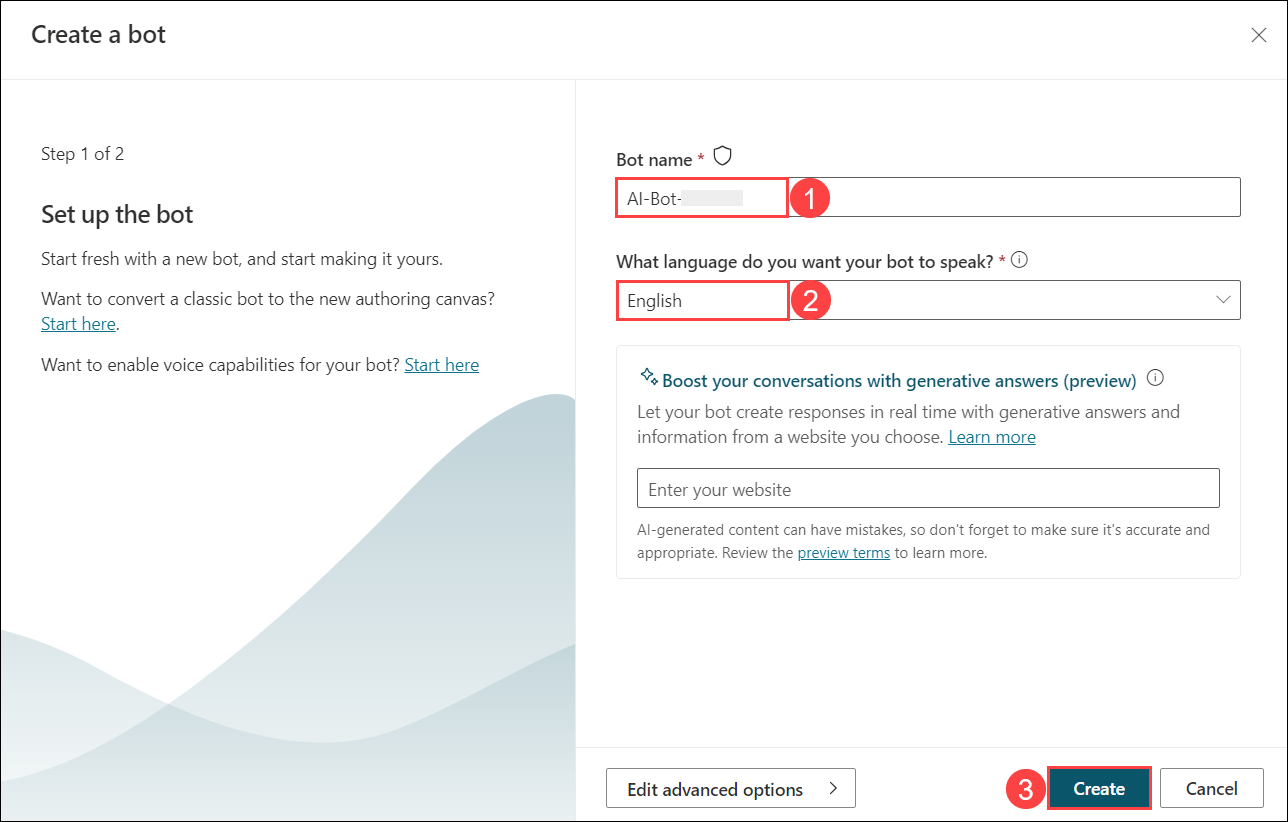 Create a bot
Step 1 of 2
Set up the bot
Start fresh with a new bot, and start making it yours.
Want to convert a classic bot to the new authoring canvas?
Start here.
Want to enable voice capabilities for your bot? Start here
Bot name *
AI-Bot-
1
What language do you want your bot to speak? *
English
2
Boost your conversations with generative answers (preview)
Let your bot create responses in real time with generative answers and
information from a website you choose. Learn more
Enter your website
AI-generated content can have mistakes, so don't forget to make sure it's accurate and
appropriate. Review the preview terms to learn more.
Edit advanced options
3
Create
Cancel